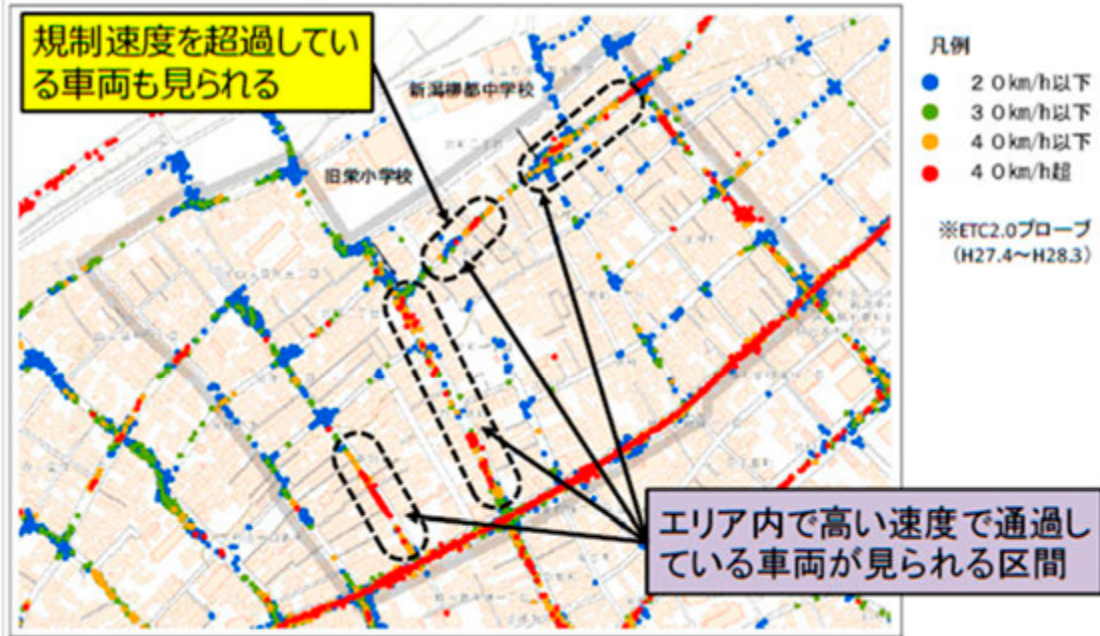 規制速度を超過してい
る車両も見られる
新潟柳都中学校
旧栄小学校
凡例
20km/h以下
30km/h以下
40km/h以下
40km/h超
※ETC2.0プローブ
(H27.4～H28.3)
エリア内で高い速度で通過し
ている車両が見られる区間